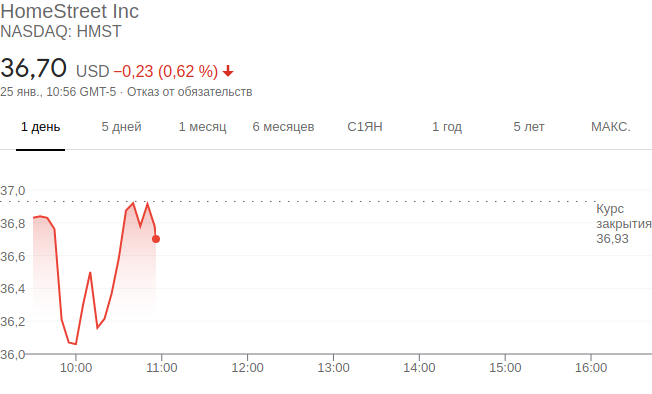 HomeStreet Inc
NASDAQ: HMST
36,70 USD −0,23 (0,62 %)
25 янв., 10:56 GMT-5 · Отказ от обязательств
1 день 5 дней 1 месяц 6 месяцев С1ЯН 1 год 5 лет МАКС.
37,0
36,8
36,6
36,4
36,2
36,0
Курс
закрытия
36,93
10:00 11:00 12:00 13:00 14:00 15:00 16:00